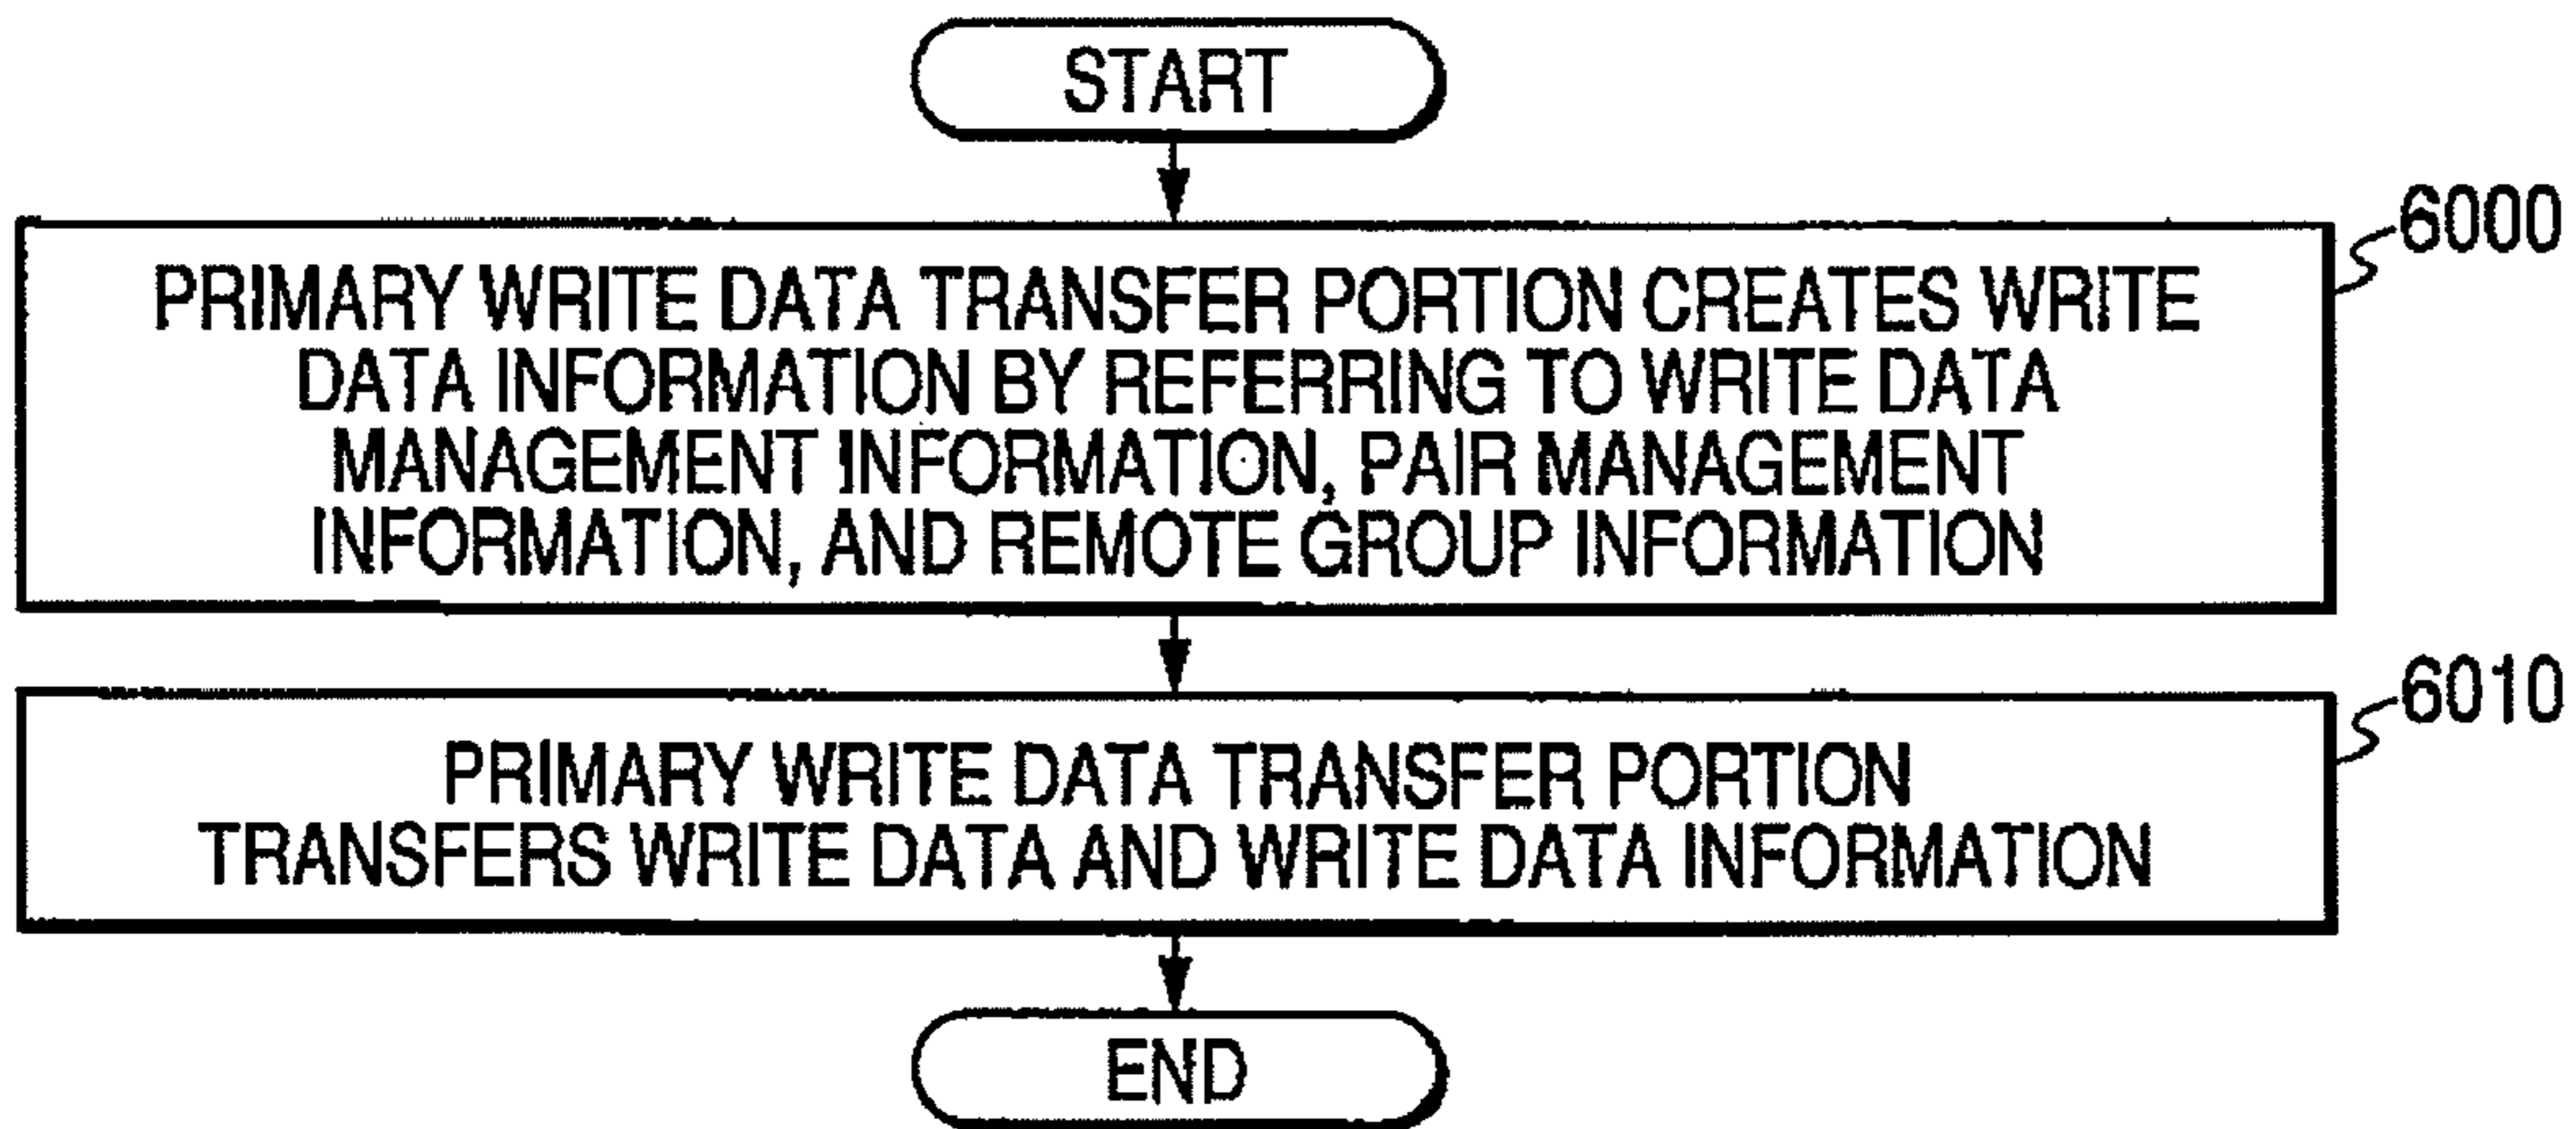 START
6000
PRIMARY WRITE DATA TRANSFER PORTION CREATES WRITE
DATA INFORMATION BY REFERRING TO WRITE DATA
MANAGEMENT INFORMATION, PAIR MANAGEMENT
INFORMATION, AND REMOTE GROUP INFORMATION
6010
PRIMARY WRITE DATA TRANSFER PORTION
TRANSFERS WRITE DATA AND WRITE DATA INFORMATION
END